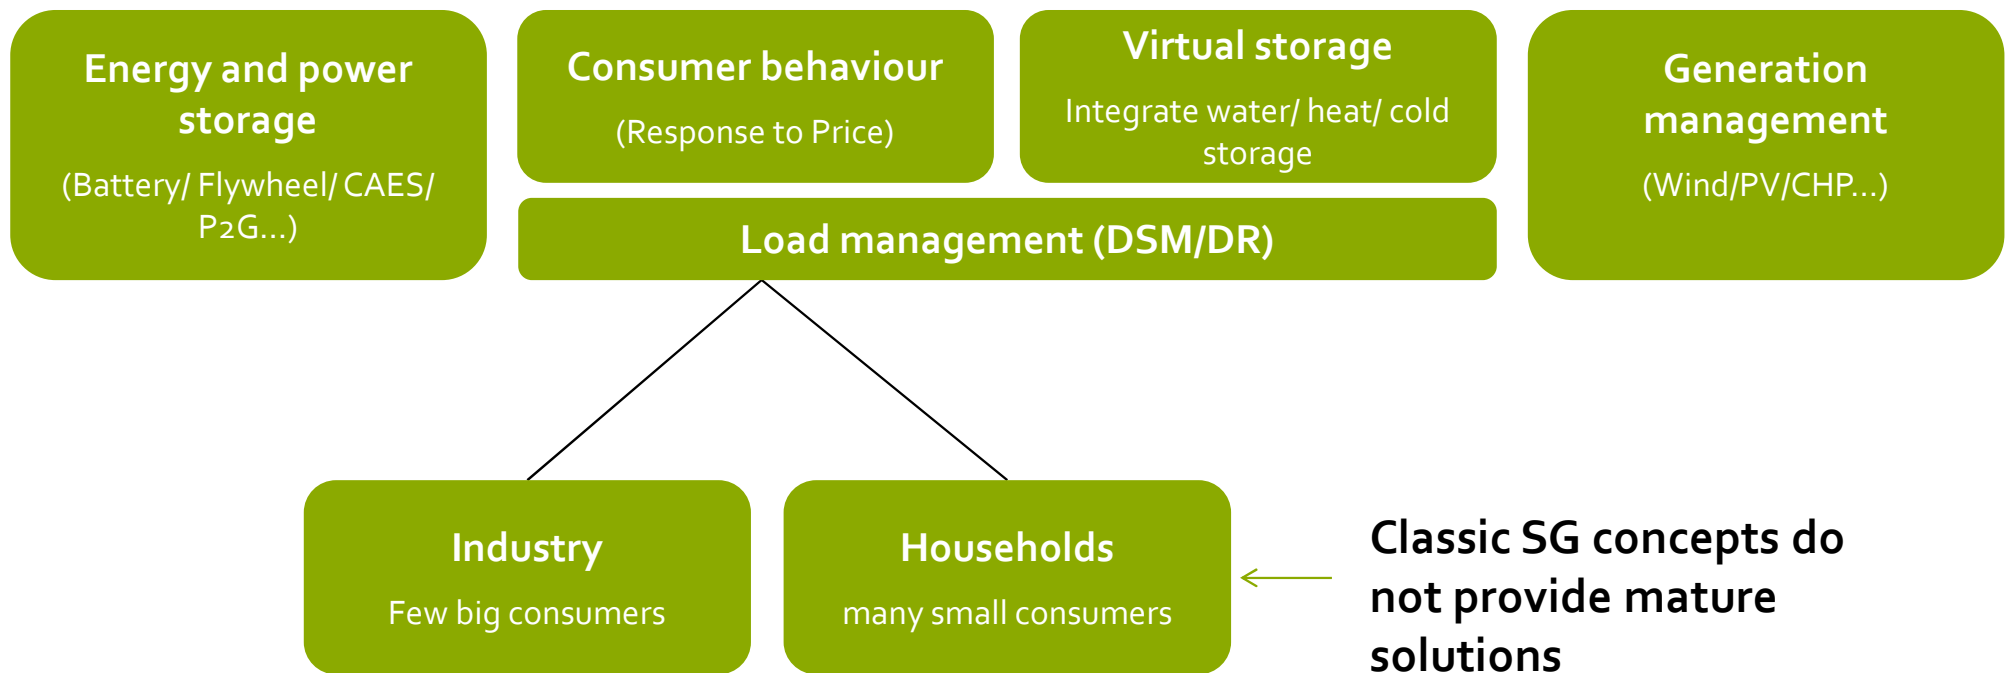 Energy and power
storage
(Battery/ Flywheel/ CAES/
P2G...)
Consumer behaviour
(Response to Price)
Virtual storage
Integrate water/ heat/ cold
storage
Generation
management
(Wind/PV/CHP...)
Load management (DSM/DR)
Industry
Few big consumers
Households
many small consumers
Classic SG concepts do
not provide mature
solutions